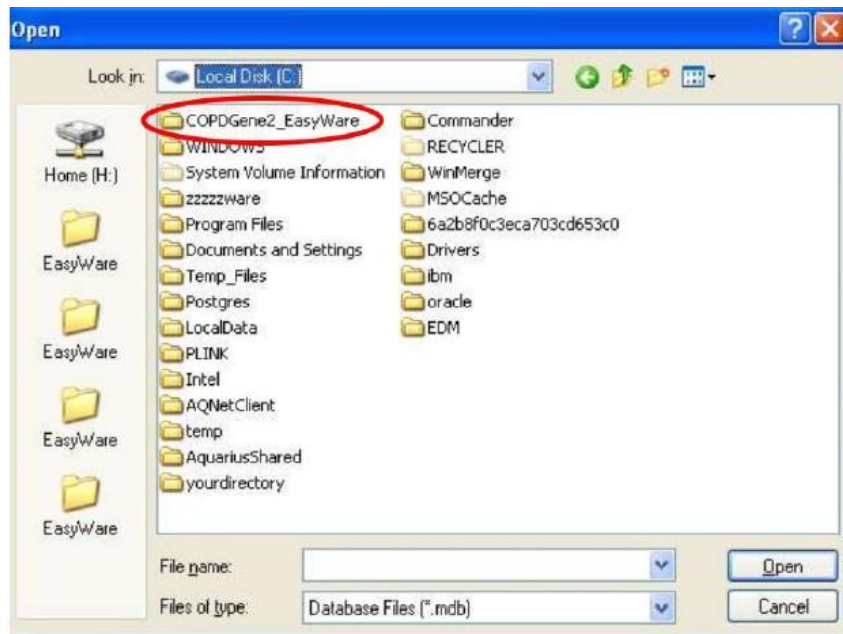 Open
Look in: Local Disk (C:)
Home (H:)
EasyWare
EasyWare
EasyWare
EasyWare
COPDGene2_EasyWare
WINDOWS
System Volume Information
zzzzzware
Program Files
Documents and Settings
Temp_Files
Postgres
LocalData
PLINK
Intel
AQNetClient
temp
AquariusShared
yourdirectory
Commander
RECYCLER
WinMerge
MSOCache
6a2b8f0c3eca703cd653c0
Drivers
ibm
oracle
EDM
File name:
Open
Files of type: Database Files (*.mdb)
Cancel